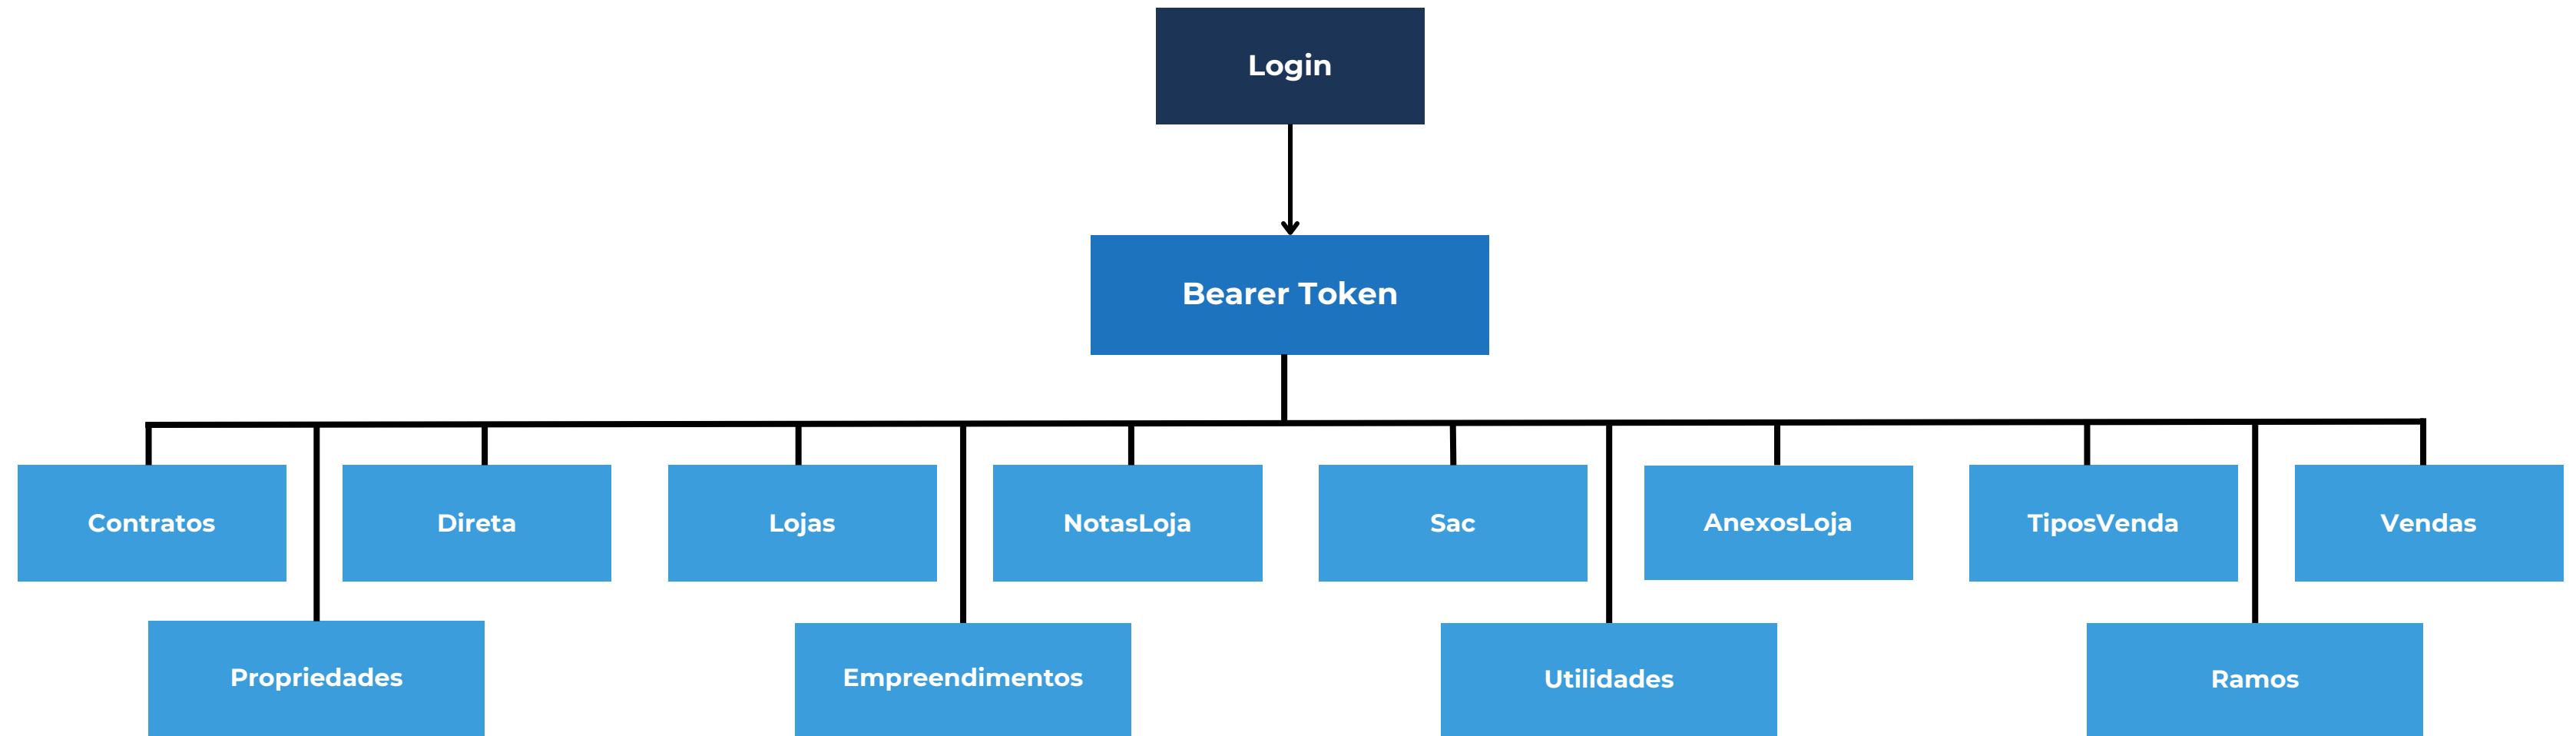 Login
Bearer Token
Contratos
Direta
Lojas
NotasLoja
Sac
AnexosLoja
TiposVenda
Vendas
Propriedades
Empreendimentos
Utilidades
Ramos